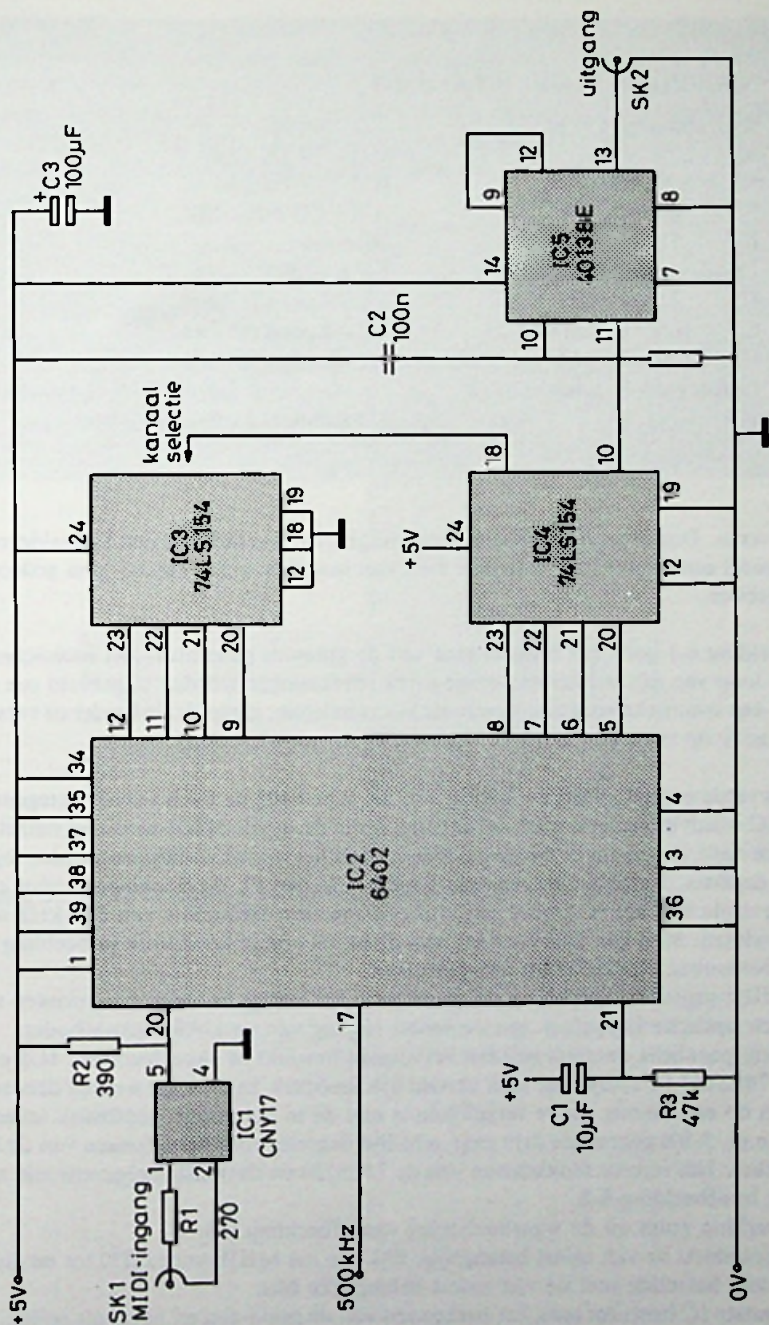 +5V
C3
+
100µF
R2
390
1
39
38
37
35
34
24
12
11
10
9
23
22
21
20
IC3
74LS154
12
18
19
kanaal
selectie
C2
100n
SK1
MIDI-ingang
R1
270
1
2
5
4
IC1
CNY17
20
IC2
6402
17
500kHz
21
+5V
C1
10µF
R3
47k
36
3
4
8
7
6
5
23
22
21
20
+5V
24
18
IC4
74LS154
10
12
19
10
11
14
9
12
IC5
4013BE
13
7
8
uitgang
SK2
0V